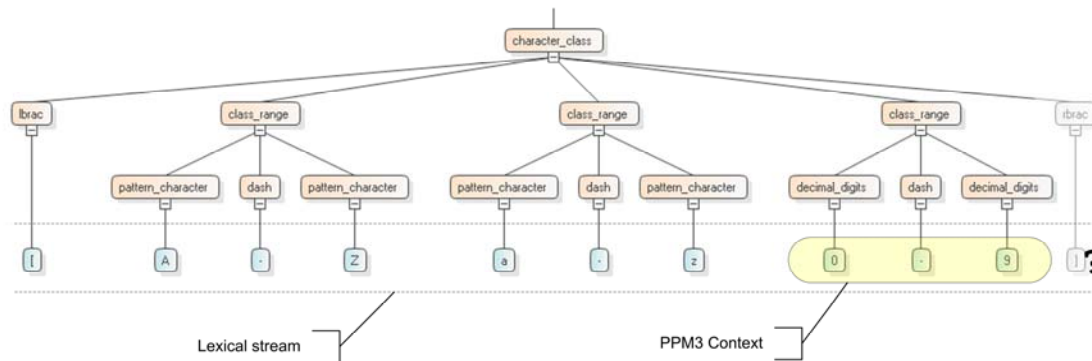 character_class
lbrac class_range class_range class_range rbrac
pattern_character dash pattern_character pattern_character dash pattern_character decimal_digits dash decimal_digits
[ A - Z a - z 0 - 9 ] ?
Lexical stream PPM3 Context